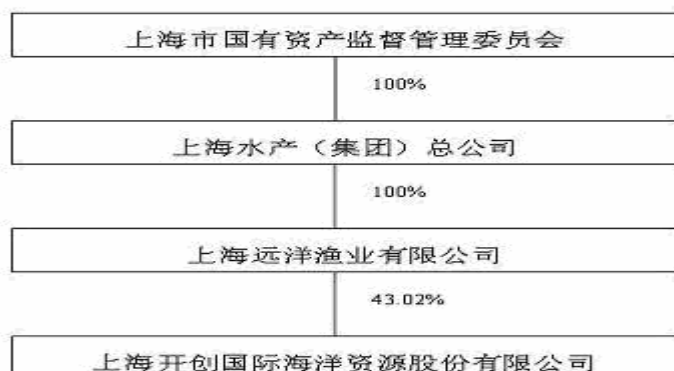 上海市国有资产监督管理委员会
100%
上海水产（集团）总公司
100%
上海远洋渔业有限公司
43.02%
上海开创国际海洋资源股份有限公司